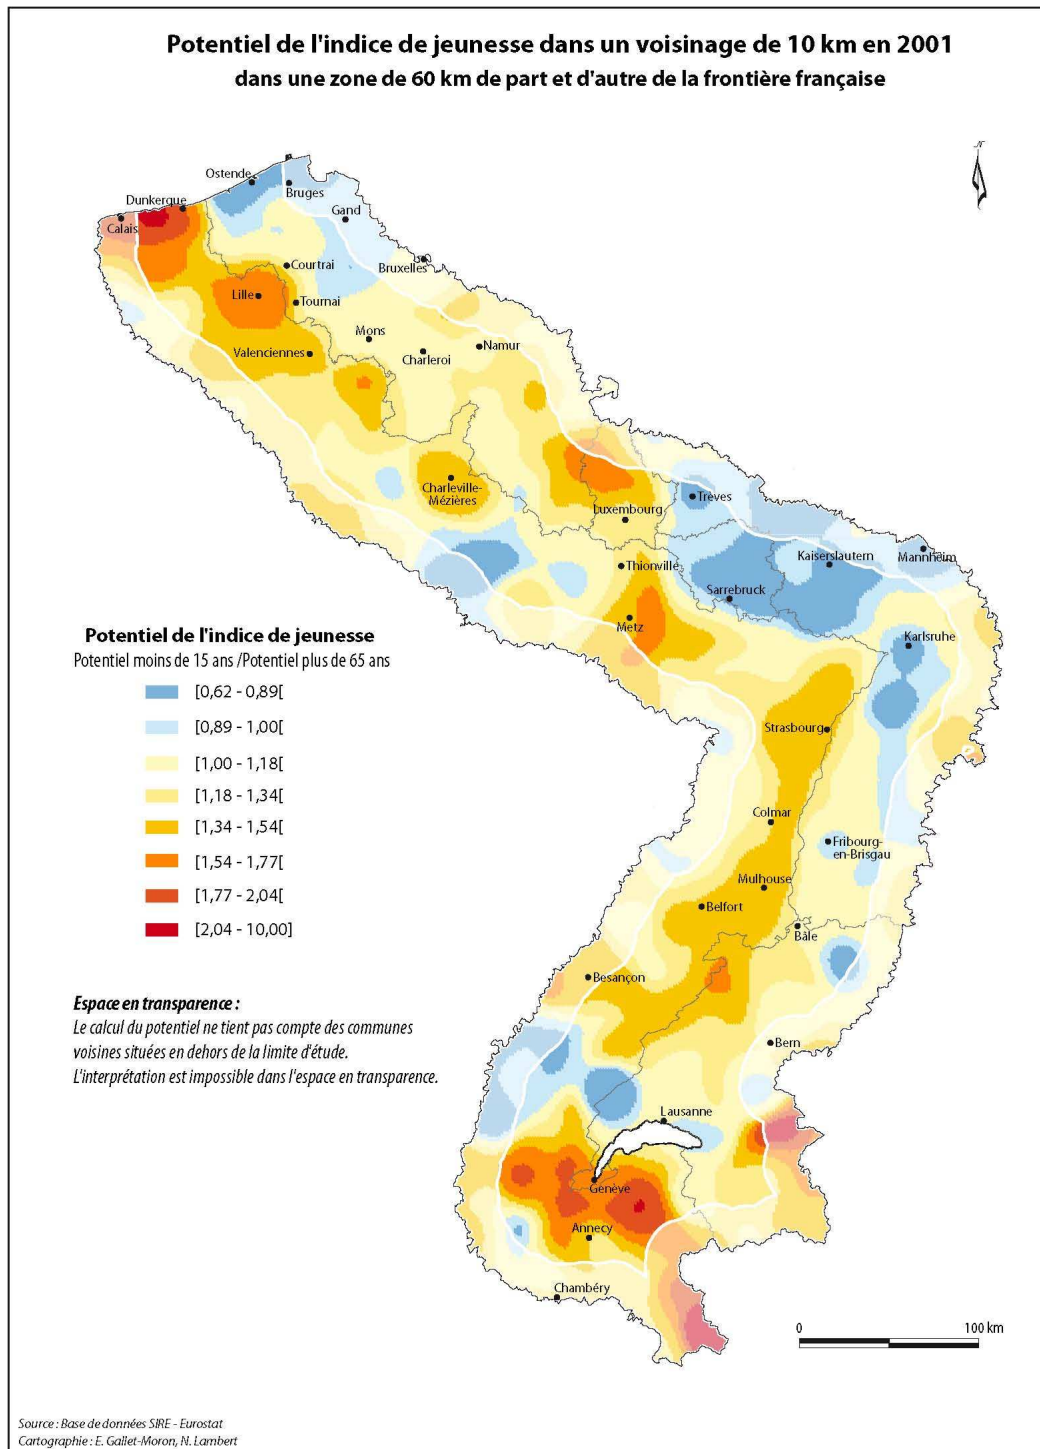 Potentiel de l'indice de jeunesse dans un voisinage de 10 km en 2001
dans une zone de 60 km de part et d'autre de la frontière française
N
Ostende
Bruges
Dunkerque
Gand
Calais
Bruxelles
Courtrai
Lille
Tournai
Mons
Valenciennes
Charleroi
Namur
Charleville-
Mézières
Trèves
Luxembourg
Kaiserslautern
Mannheim
Thionville
Sarrebruck
Metz
Karlsruhe
Strasbourg
Colmar
Fribourg-
en-Brisgau
Mulhouse
Belfort
Bâle
Besançon
Bern
Lausanne
Genève
Annecy
Chambéry
Potentiel de l'indice de jeunesse
Potentiel moins de 15 ans /Potentiel plus de 65 ans
[0,62 - 0,89[
[0,89 - 1,00[
[1,00 - 1,18[
[1,18 - 1,34[
[1,34 - 1,54[
[1,54 - 1,77[
[1,77 - 2,04[
[2,04 - 10,00]
Espace en transparence :
Le calcul du potentiel ne tient pas compte des communes
voisines situées en dehors de la limite d'étude.
L'interprétation est impossible dans l'espace en transparence.
0 100 km
Source : Base de données SIRE - Eurostat
Cartographie : E. Gallet-Moron, N. Lambert